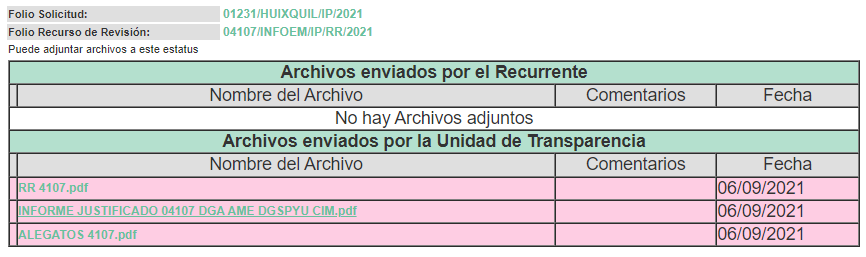 Folio Solicitud: 01231/HUIXQUIL/IP/2021
Folio Recurso de Revisión: 04107/INFOEM/IP/RR/2021
Puede adjuntar archivos a este estatus
Archivos enviados por el Recurrente
Nombre del Archivo Comentarios Fecha
No hay Archivos adjuntos
Archivos enviados por la Unidad de Transparencia
Nombre del Archivo Comentarios Fecha
RR 4107.pdf 06/09/2021
INFORME JUSTIFICADO 04107 DGA AME DGSPYU CIM.pdf 06/09/2021
ALEGATOS 4107.pdf 06/09/2021